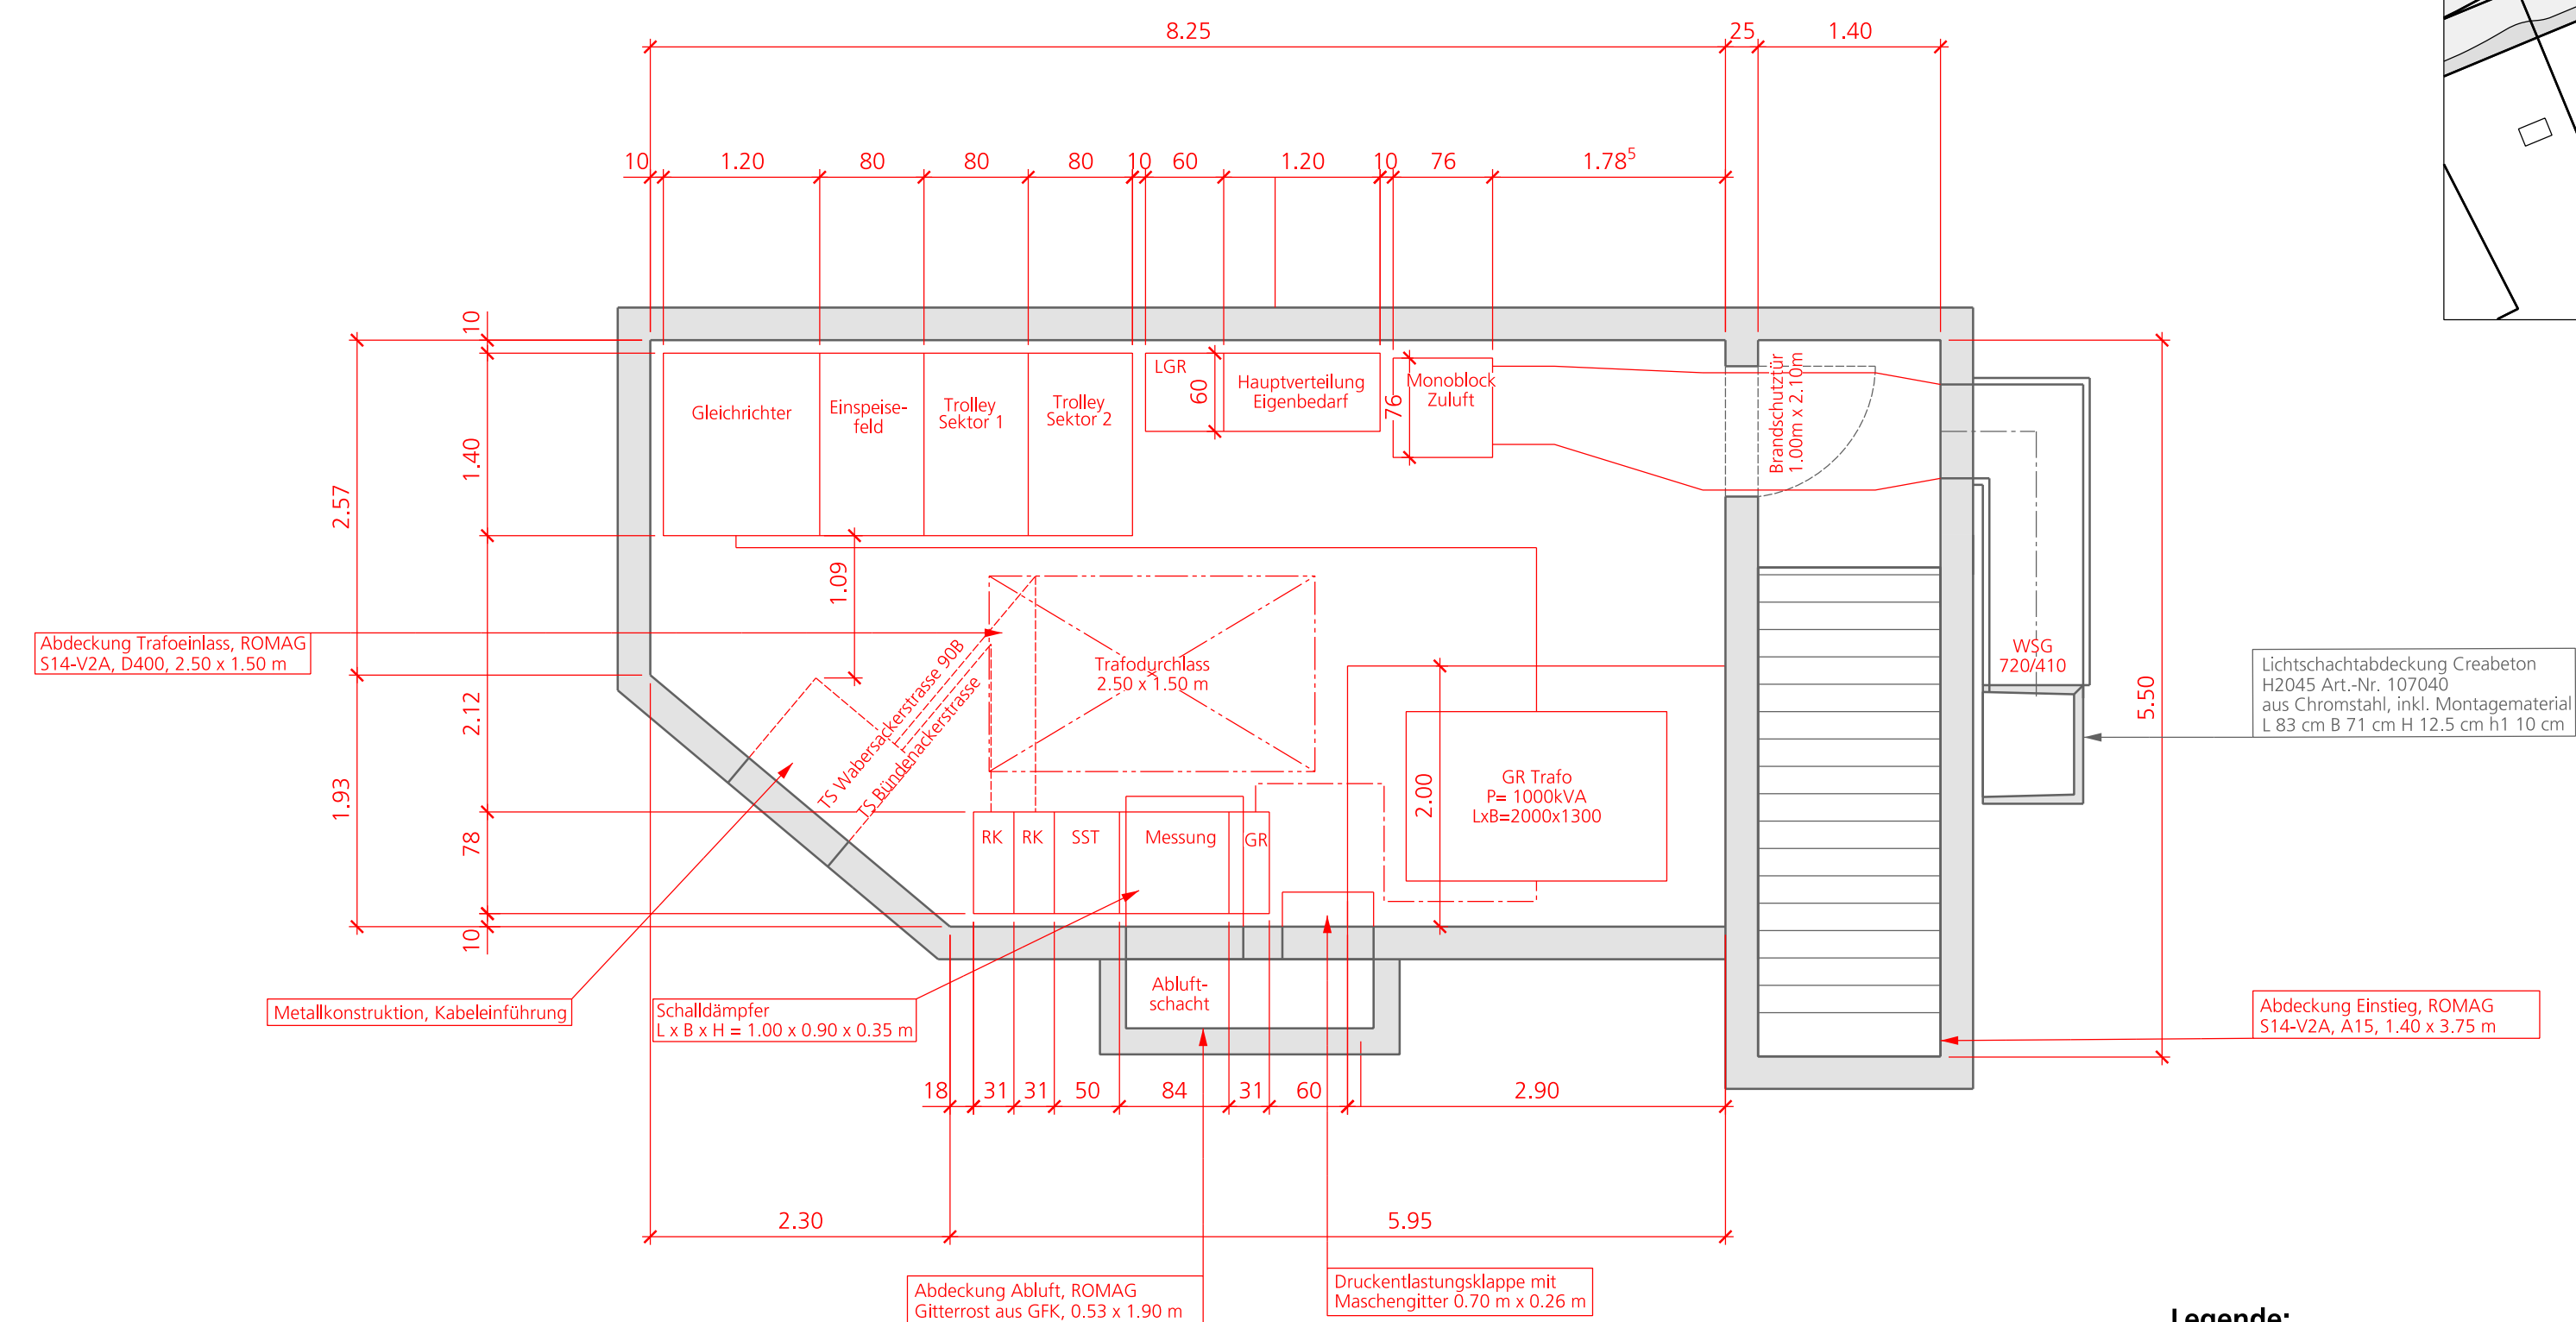 8.25
25
1.40
10
1.20
80
80
80
10
60
1.20
10
76
1.78⁵
10
1.40
2.12
78
10
2.57
1.93
Gleichrichter
Einspeise-
feld
Trolley
Sektor 1
Trolley
Sektor 2
LGR
60
Hauptverteilung
Eigenbedarf
76
Monoblock
Zuluft
Brandschutztür
1.00m x 2.10m
1.09
Abdeckung Trafoeinlass, ROMAG
S14-V2A, D400, 2.50 x 1.50 m
TS Wabersackerstrasse 90B
TS Bündenackerstrasse
Trafodurchlass
2.50 x 1.50 m
WSG
720/410
5.50
Lichtschachtabdeckung Creabeton
H2045 Art.-Nr. 107040
aus Chromstahl, inkl. Montagematerial
L 83 cm B 71 cm H 12.5 cm h1 10 cm
2.00
GR Trafo
P= 1000kVA
LxB=2000x1300
RK
RK
SST
Messung
GR
Metallkonstruktion, Kabeleinführung
Schalldämpfer
L x B x H = 1.00 x 0.90 x 0.35 m
Abluft-
schacht
Abdeckung Einstieg, ROMAG
S14-V2A, A15, 1.40 x 3.75 m
18
31
31
50
84
31
60
2.90
2.30
5.95
Abdeckung Abluft, ROMAG
Gitterrost aus GFK, 0.53 x 1.90 m
Druckentlastungsklappe mit
Maschengitter 0.70 m x 0.26 m
Legende: